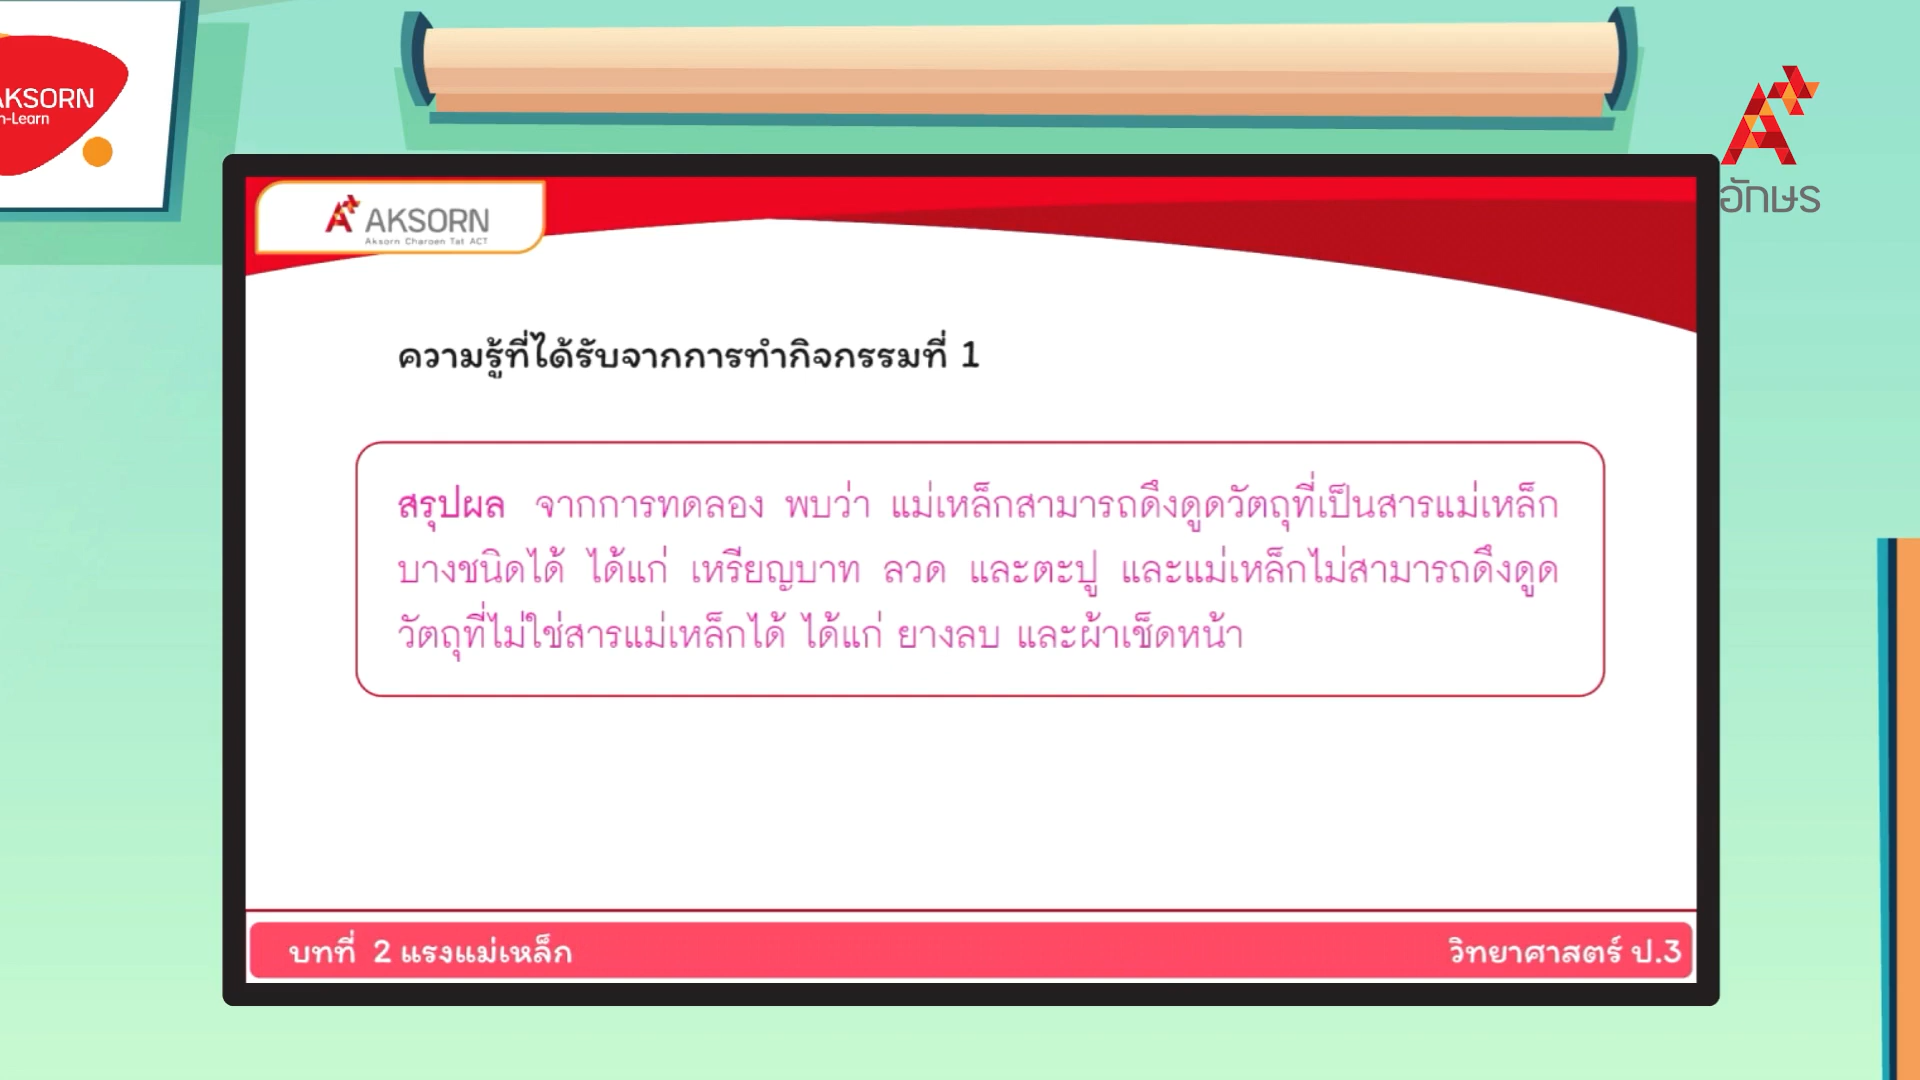 AKSORN
n-Learn
อักษร
AKSORN
Aksorn Charoen Tat ACT
ความรู้ที่ได้รับจากการทำกิจกรรมที่ 1
สรุปผล จากการทดลอง พบว่า แม่เหล็กสามารถดึงดูดวัตถุที่เป็นสารแม่เหล็ก
บางชนิดได้ ได้แก่ เหรียญบาท ลวด และตะปู และแม่เหล็กไม่สามารถดึงดูด
วัตถุที่ไม่ใช่สารแม่เหล็กได้ ได้แก่ ยางลบ และผ้าเช็ดหน้า
บทที่ 2 แรงแม่เหล็ก
วิทยาศาสตร์ ป.3